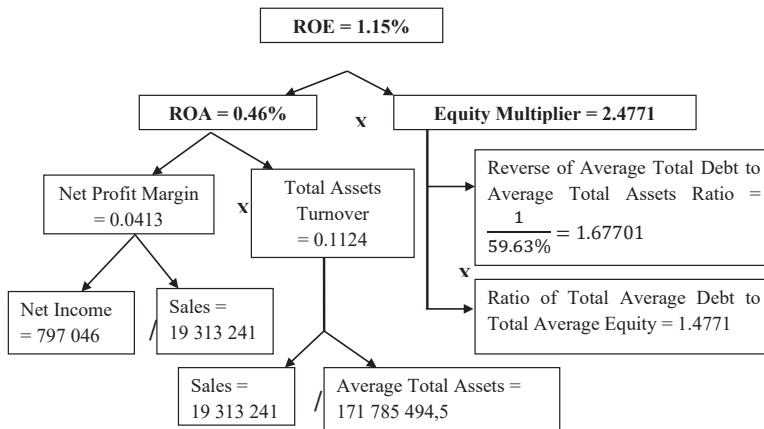 ROE = 1.15%
ROA = 0.46%
x
Equity Multiplier = 2.4771
Net Profit Margin
= 0.0413
x
Total Assets
Turnover
= 0.1124
Reverse of Average Total Debt to
Average Total Assets Ratio =
1
59.63%
= 1.67701
x
Net Income
= 797 046
/
Sales =
19 313 241
Ratio of Total Average Debt to
Total Average Equity = 1.4771
Sales =
19 313 241
/
Average Total Assets =
171 785 494,5